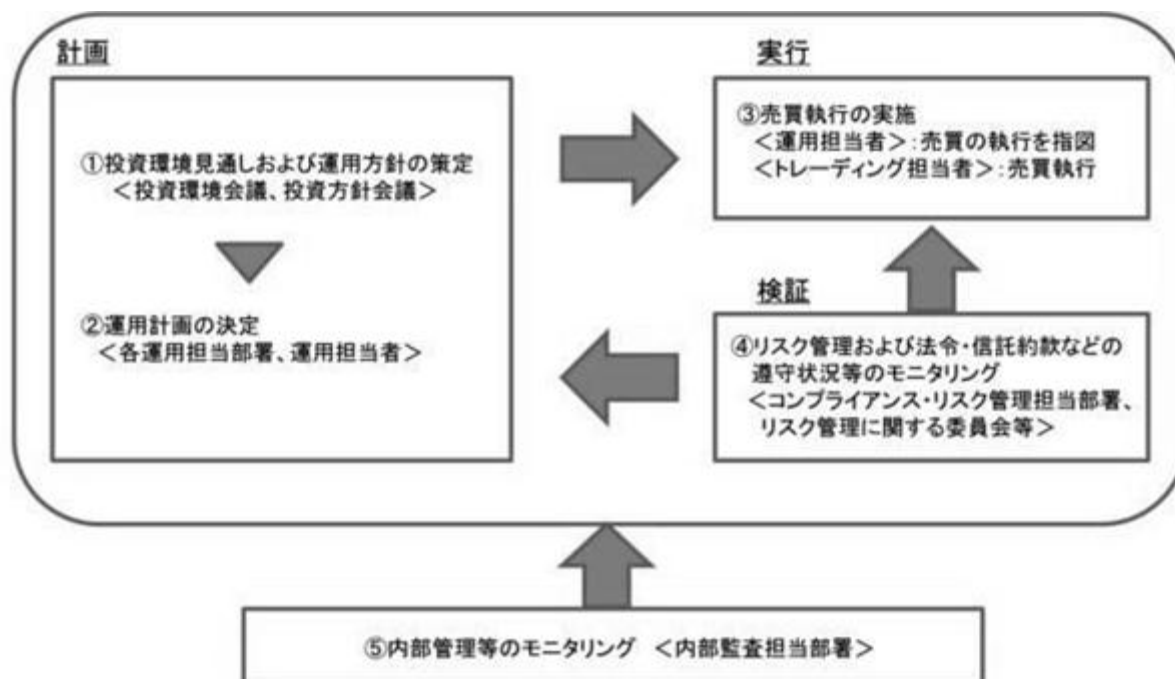 計画
①投資環境見通しおよび運用方針の策定
＜投資環境会議、投資方針会議＞
②運用計画の決定
＜各運用担当部署、運用担当者＞
実行
③売買執行の実施
＜運用担当者＞：売買の執行を指図
＜トレーディング担当者＞：売買執行
検証
④リスク管理および法令・信託約款などの
遵守状況等のモニタリング
＜コンプライアンス・リスク管理担当部署、
リスク管理に関する委員会等＞
⑤内部管理等のモニタリング　＜内部監査担当部署＞